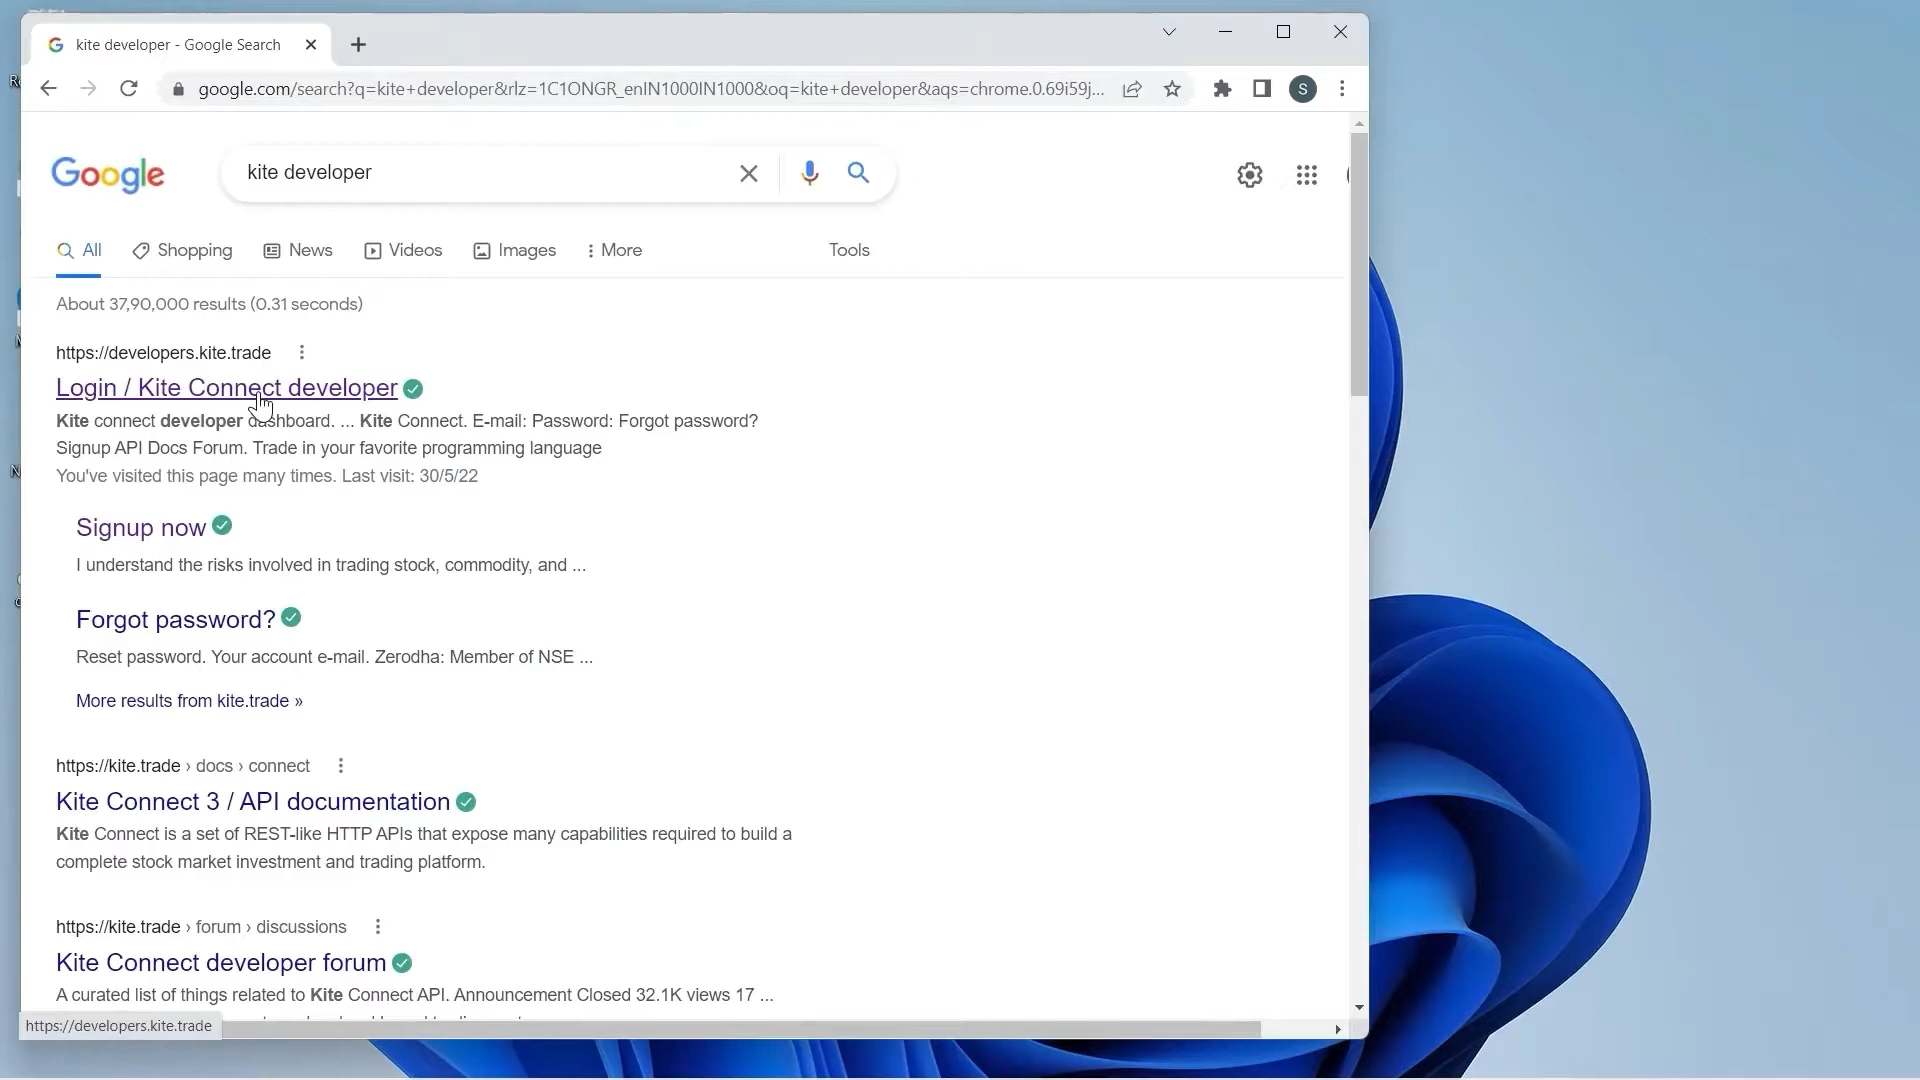 kite developer - Google Search
google.com/search?q=kite+developer&rlz=1C1ONGR_enIN1000IN1000&oq=kite+developer&aqs=chrome.0.69i59j...
S
Google
kite developer
All
Shopping
News
Videos
Images
More
Tools
About 37,90,000 results (0.31 seconds)
https://developers.kite.trade
Login / Kite Connect developer
Kite connect developer dashboard. ... Kite Connect. E-mail: Password: Forgot password?
Signup API Docs Forum. Trade in your favorite programming language
You've visited this page many times. Last visit: 30/5/22
Signup now
I understand the risks involved in trading stock, commodity, and ...
Forgot password?
Reset password. Your account e-mail. Zerodha: Member of NSE ...
More results from kite.trade »
https://kite.trade › docs › connect
Kite Connect 3 / API documentation
Kite Connect is a set of REST-like HTTP APIs that expose many capabilities required to build a
complete stock market investment and trading platform.
https://kite.trade › forum › discussions
Kite Connect developer forum
A curated list of things related to Kite Connect API. Announcement Closed 32.1K views 17 ...
https://developers.kite.trade